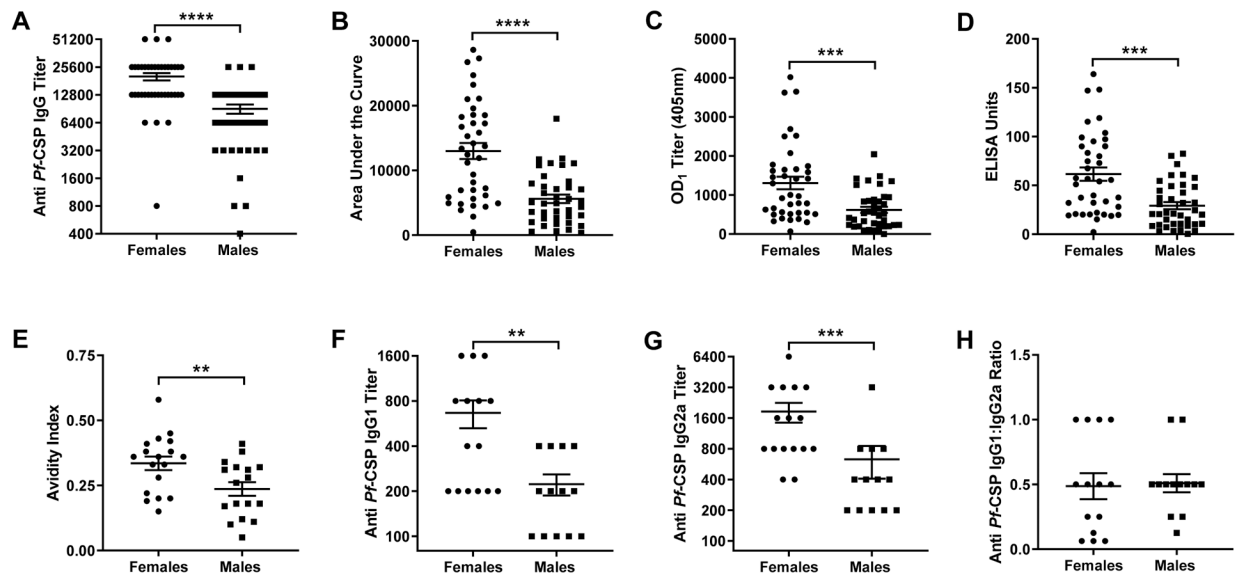 A
Anti Pf-CSP IgG Titer
51200
25600
12800
6400
3200
1600
800
400
****
Females
Males
B
Area Under the Curve
30000
20000
10000
0
****
Females
Males
C
OD1 Titer (405nm)
5000
4000
3000
2000
1000
0
***
Females
Males
D
ELISA Units
200
150
100
50
0
***
Females
Males
E
Avidity Index
0.75
0.50
0.25
0.00
**
Females
Males
F
Anti Pf-CSP IgG1 Titer
1600
800
400
200
100
**
Females
Males
G
Anti Pf-CSP IgG2a Titer
6400
3200
1600
800
400
200
100
***
Females
Males
H
Anti Pf-CSP IgG1:IgG2a Ratio
1.5
1.0
0.5
0.0
Females
Males